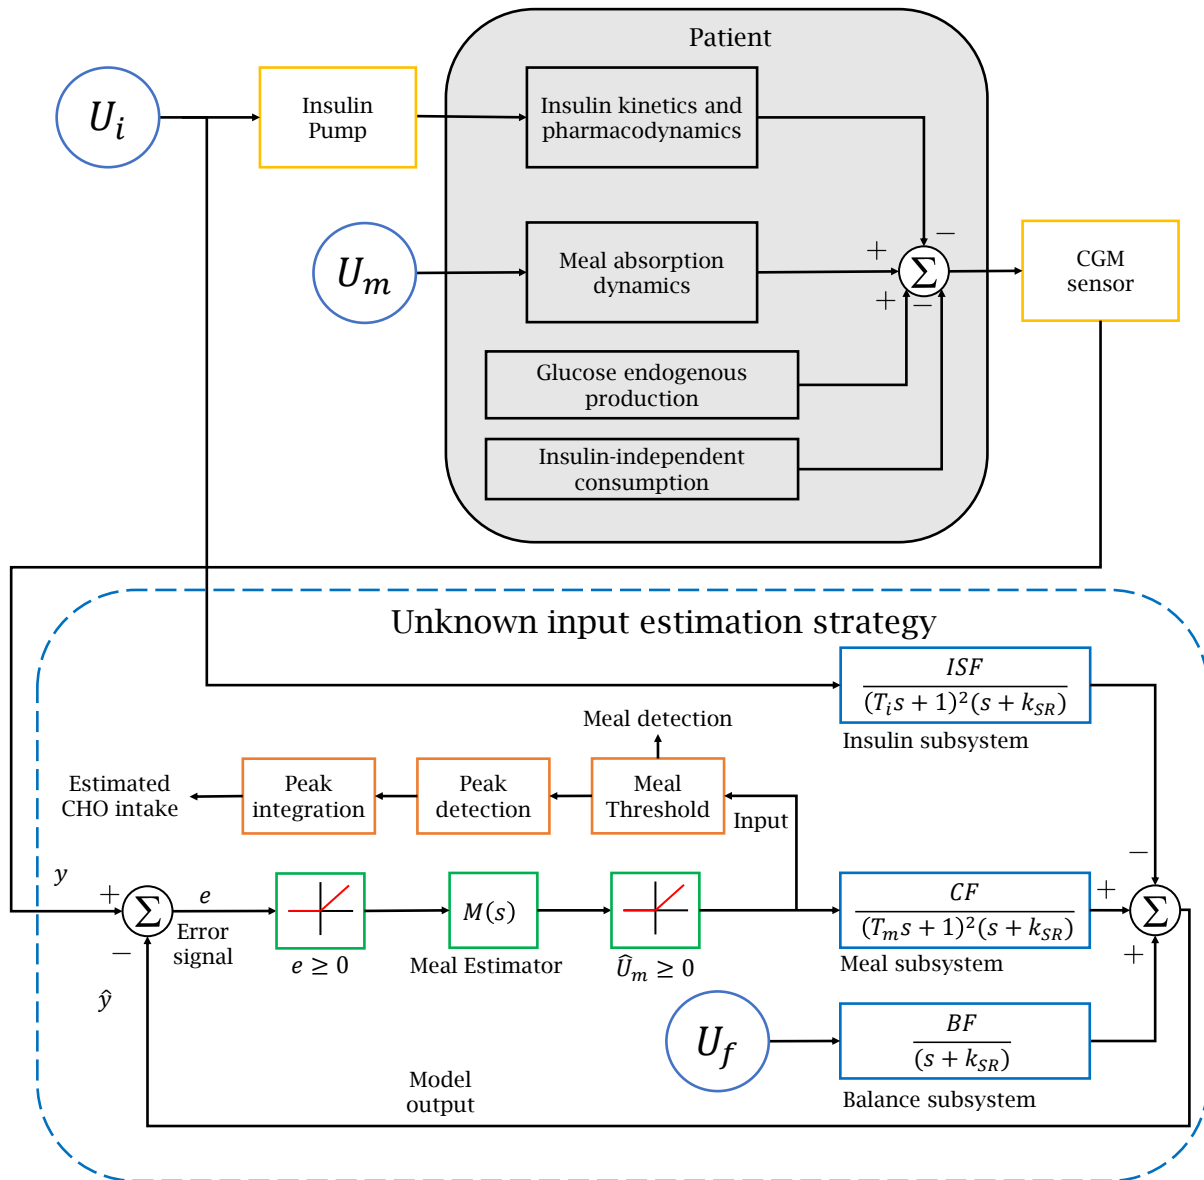 Patient
U_i
Insulin
Pump
Insulin kinetics and
pharmacodynamics
−
U_m
Meal absorption
dynamics
+
Σ
CGM
sensor
+
−
Glucose endogenous
production
Insulin-independent
consumption
Unknown input estimation strategy
ISF
(T_i s + 1)²(s + k_SR)
Insulin subsystem
Meal detection
Estimated
CHO intake
Peak
integration
Peak
detection
Meal
Threshold
Input
−
y
+
Σ
e
Error
signal
−
ŷ
e ≥ 0
M(s)
Meal Estimator
Û_m ≥ 0
CF
(T_m s + 1)²(s + k_SR)
Meal subsystem
+
Σ
+
U_f
BF
(s + k_SR)
Balance subsystem
Model
output